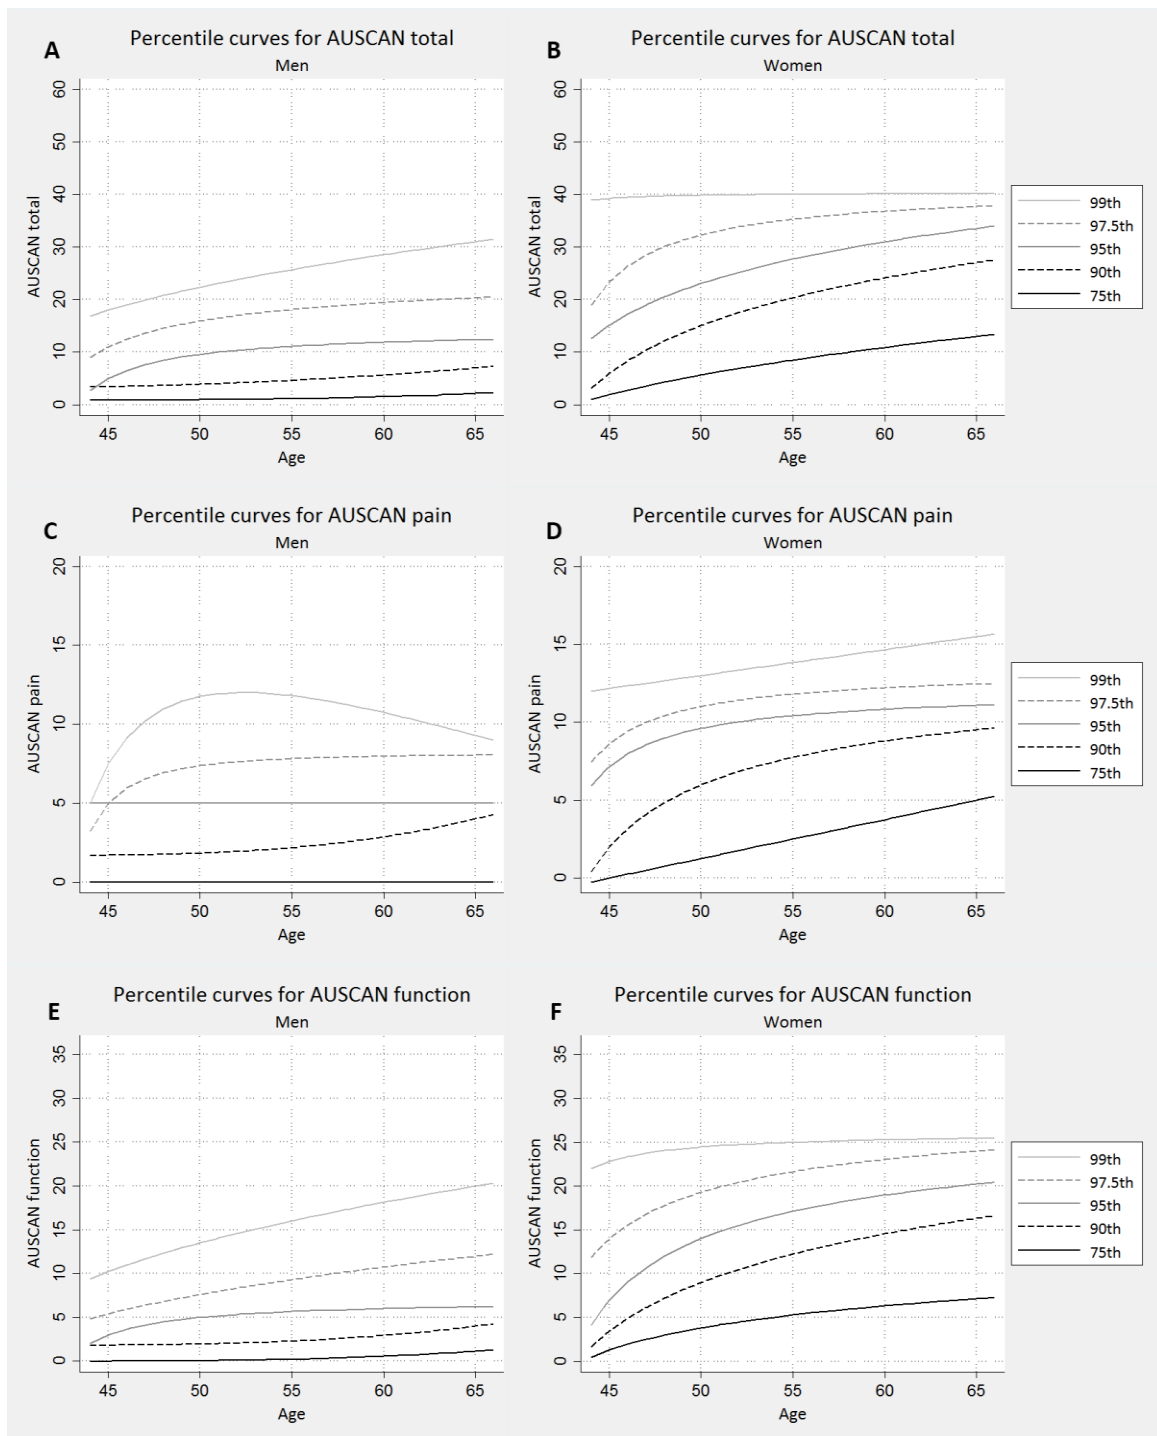 A
Percentile curves for AUSCAN total
Men
60
50
40
30
20
10
0
AUSCAN total
45 50 55 60 65
Age
B
Percentile curves for AUSCAN total
Women
60
50
40
30
20
10
0
AUSCAN total
45 50 55 60 65
Age
99th
97.5th
95th
90th
75th
C
Percentile curves for AUSCAN pain
Men
20
15
10
5
0
AUSCAN pain
45 50 55 60 65
Age
D
Percentile curves for AUSCAN pain
Women
20
15
10
5
0
AUSCAN pain
45 50 55 60 65
Age
99th
97.5th
95th
90th
75th
E
Percentile curves for AUSCAN function
Men
35
30
25
20
15
10
5
0
AUSCAN function
45 50 55 60 65
Age
F
Percentile curves for AUSCAN function
Women
35
30
25
20
15
10
5
0
AUSCAN function
45 50 55 60 65
Age
99th
97.5th
95th
90th
75th